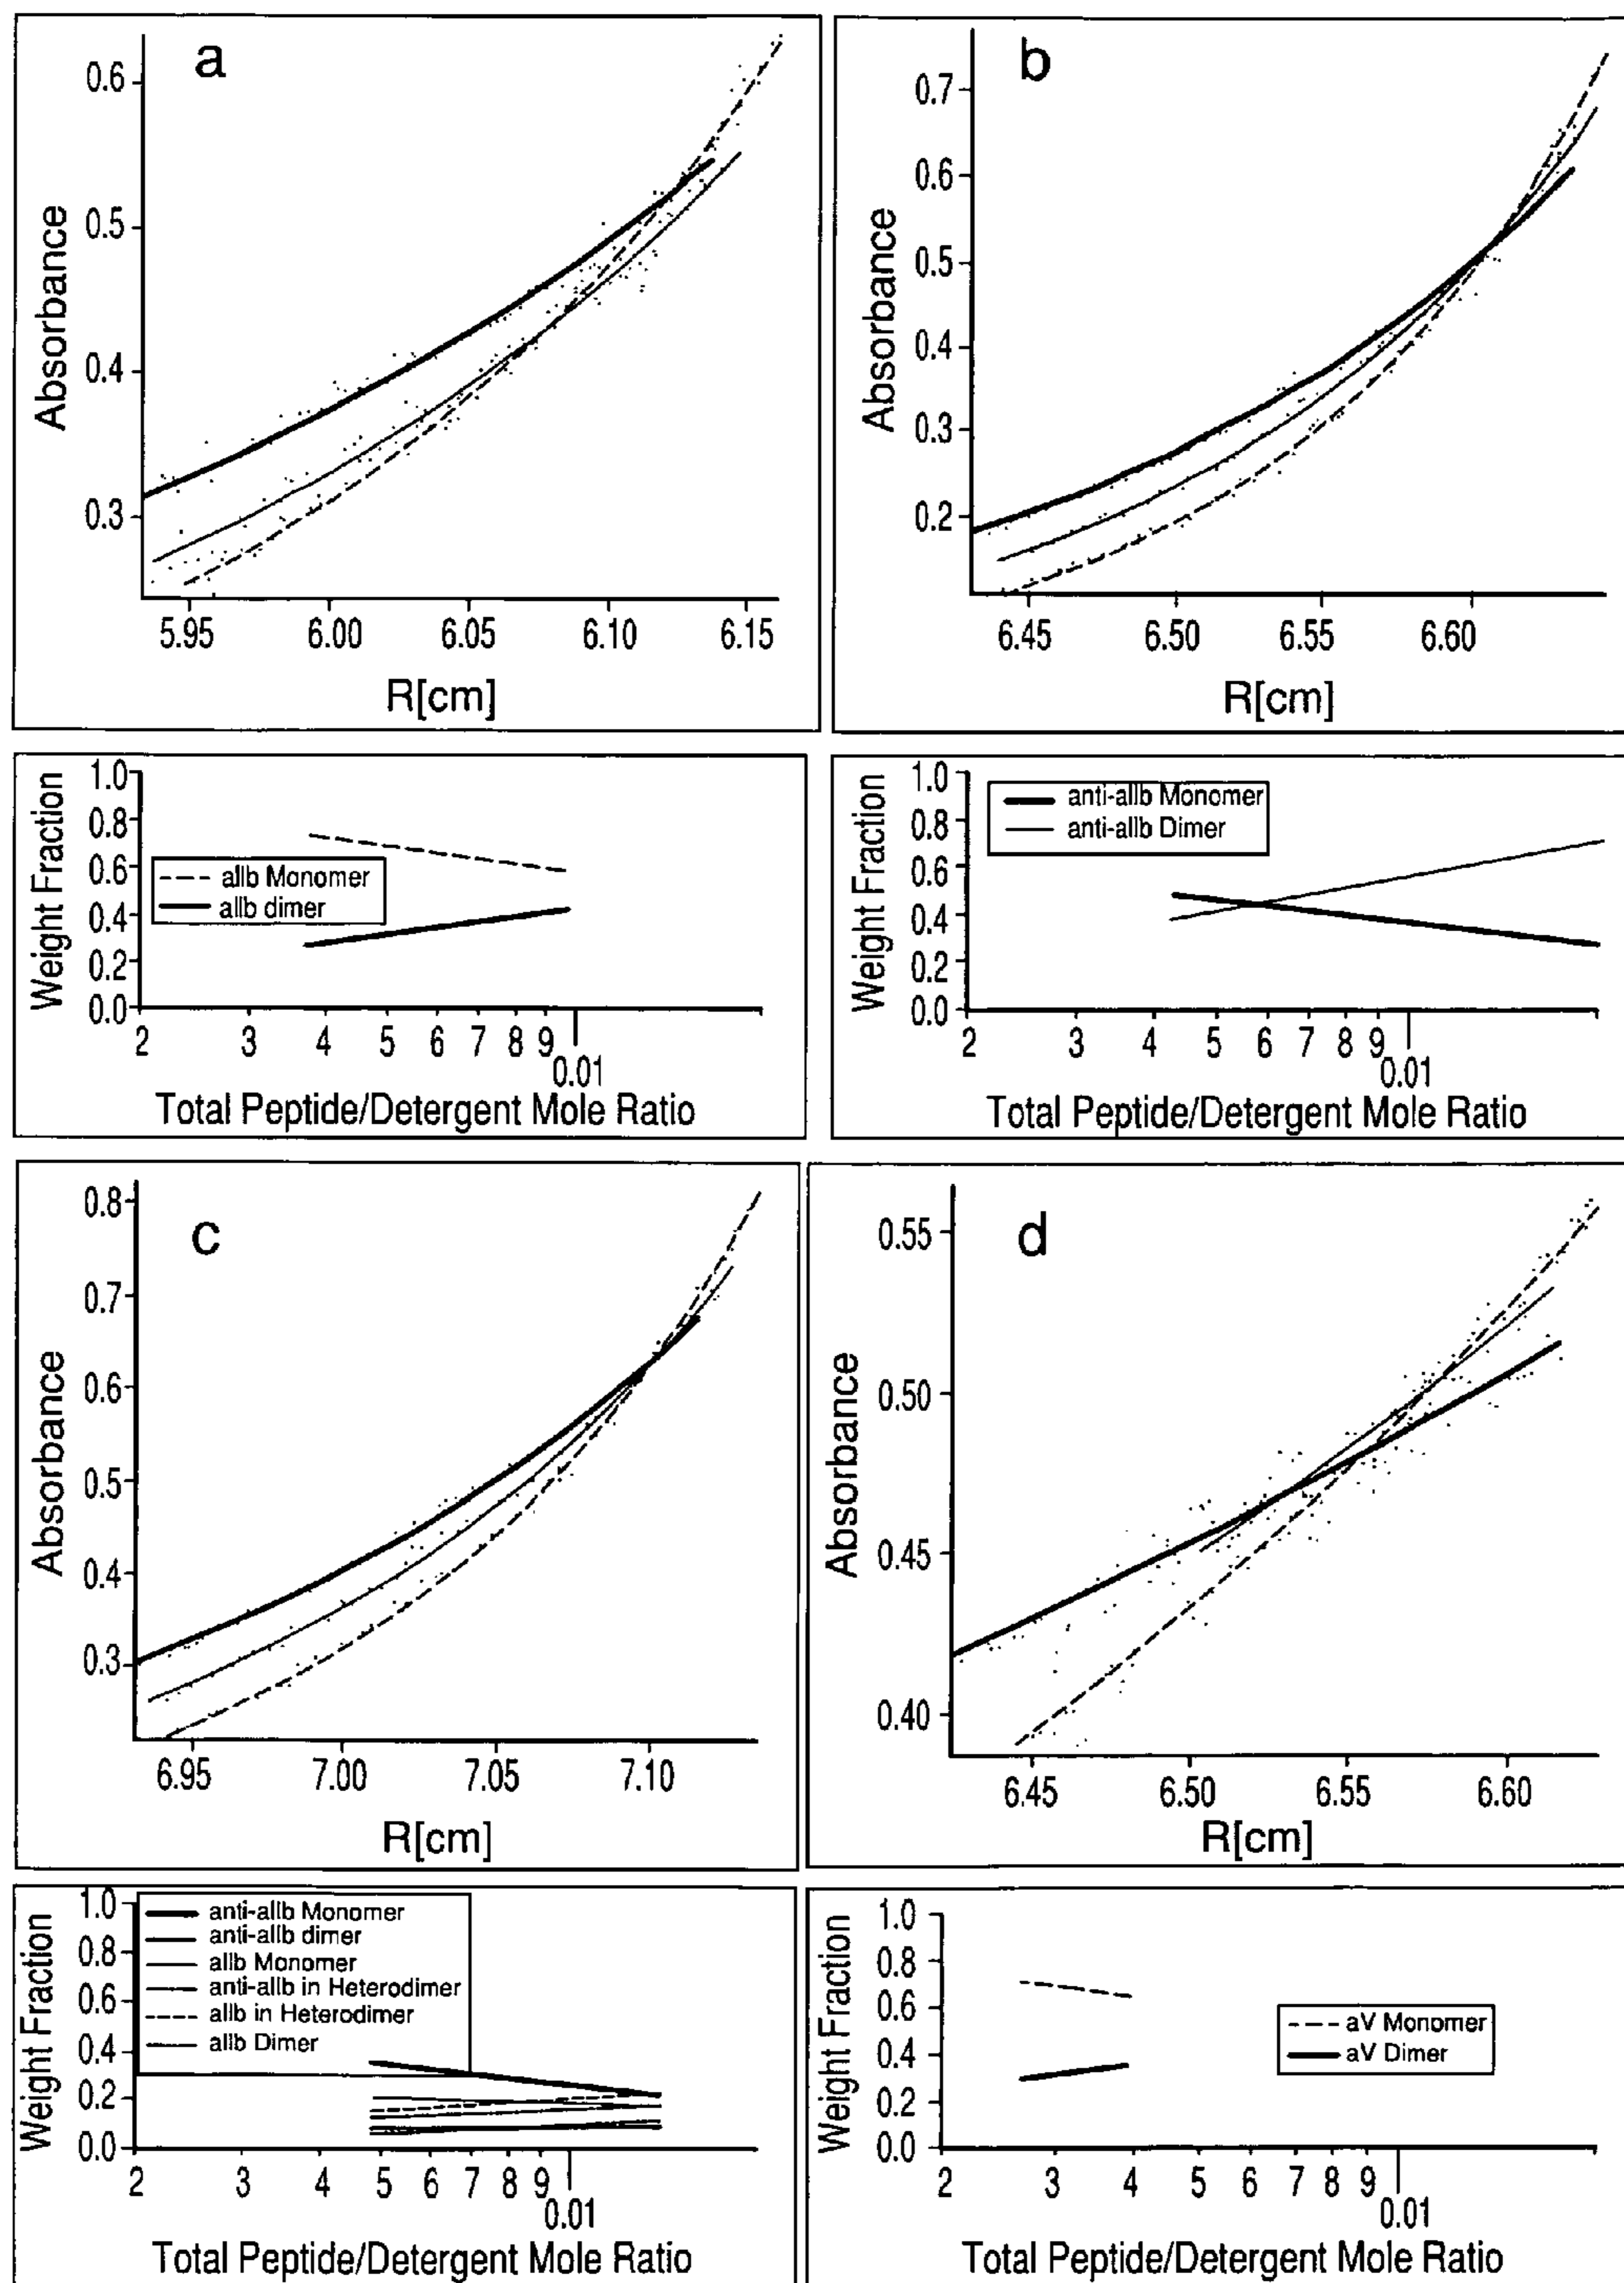 a
0.6
0.5
0.4
0.3
Absorbance
5.95 6.00 6.05 6.10 6.15
R[cm]
b
0.7
0.6
0.5
0.4
0.3
0.2
Absorbance
6.45 6.50 6.55 6.60
R[cm]
1.0
0.8
0.6
0.4
0.2
0.0
Weight Fraction
allb Monomer
allb dimer
2 3 4 5 6 7 8 9
0.01
Total Peptide/Detergent Mole Ratio
1.0
0.8
0.6
0.4
0.2
0.0
Weight Fraction
anti-allb Monomer
anti-allb Dimer
2 3 4 5 6 7 8 9
0.01
Total Peptide/Detergent Mole Ratio
c
0.8
0.7
0.6
0.5
0.4
0.3
Absorbance
6.95 7.00 7.05 7.10
R[cm]
d
0.55
0.50
0.45
0.40
Absorbance
6.45 6.50 6.55 6.60
R[cm]
1.0
0.8
0.6
0.4
0.2
0.0
Weight Fraction
anti-allb Monomer
anti-allb dimer
allb Monomer
anti-allb in Heterodimer
allb in Heterodimer
allb Dimer
2 3 4 5 6 7 8 9
0.01
Total Peptide/Detergent Mole Ratio
1.0
0.8
0.6
0.4
0.2
0.0
Weight Fraction
aV Monomer
aV Dimer
2 3 4 5 6 7 8 9
0.01
Total Peptide/Detergent Mole Ratio